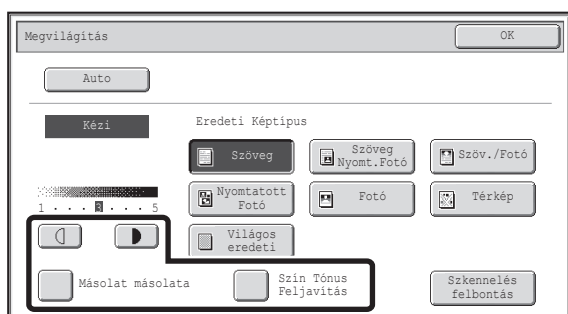 Megvilágítás
OK
Auto
Kézi
Eredeti Képtípus
Szöveg
Szöveg
Nyomt.Fotó
Szöv./Fotó
Nyomtatott
Fotó
Fotó
Térkép
1 · · · 3 · · · 5
Világos
eredeti
Másolat másolata
Szín Tónus
Feljavítás
Szkennelés
felbontás